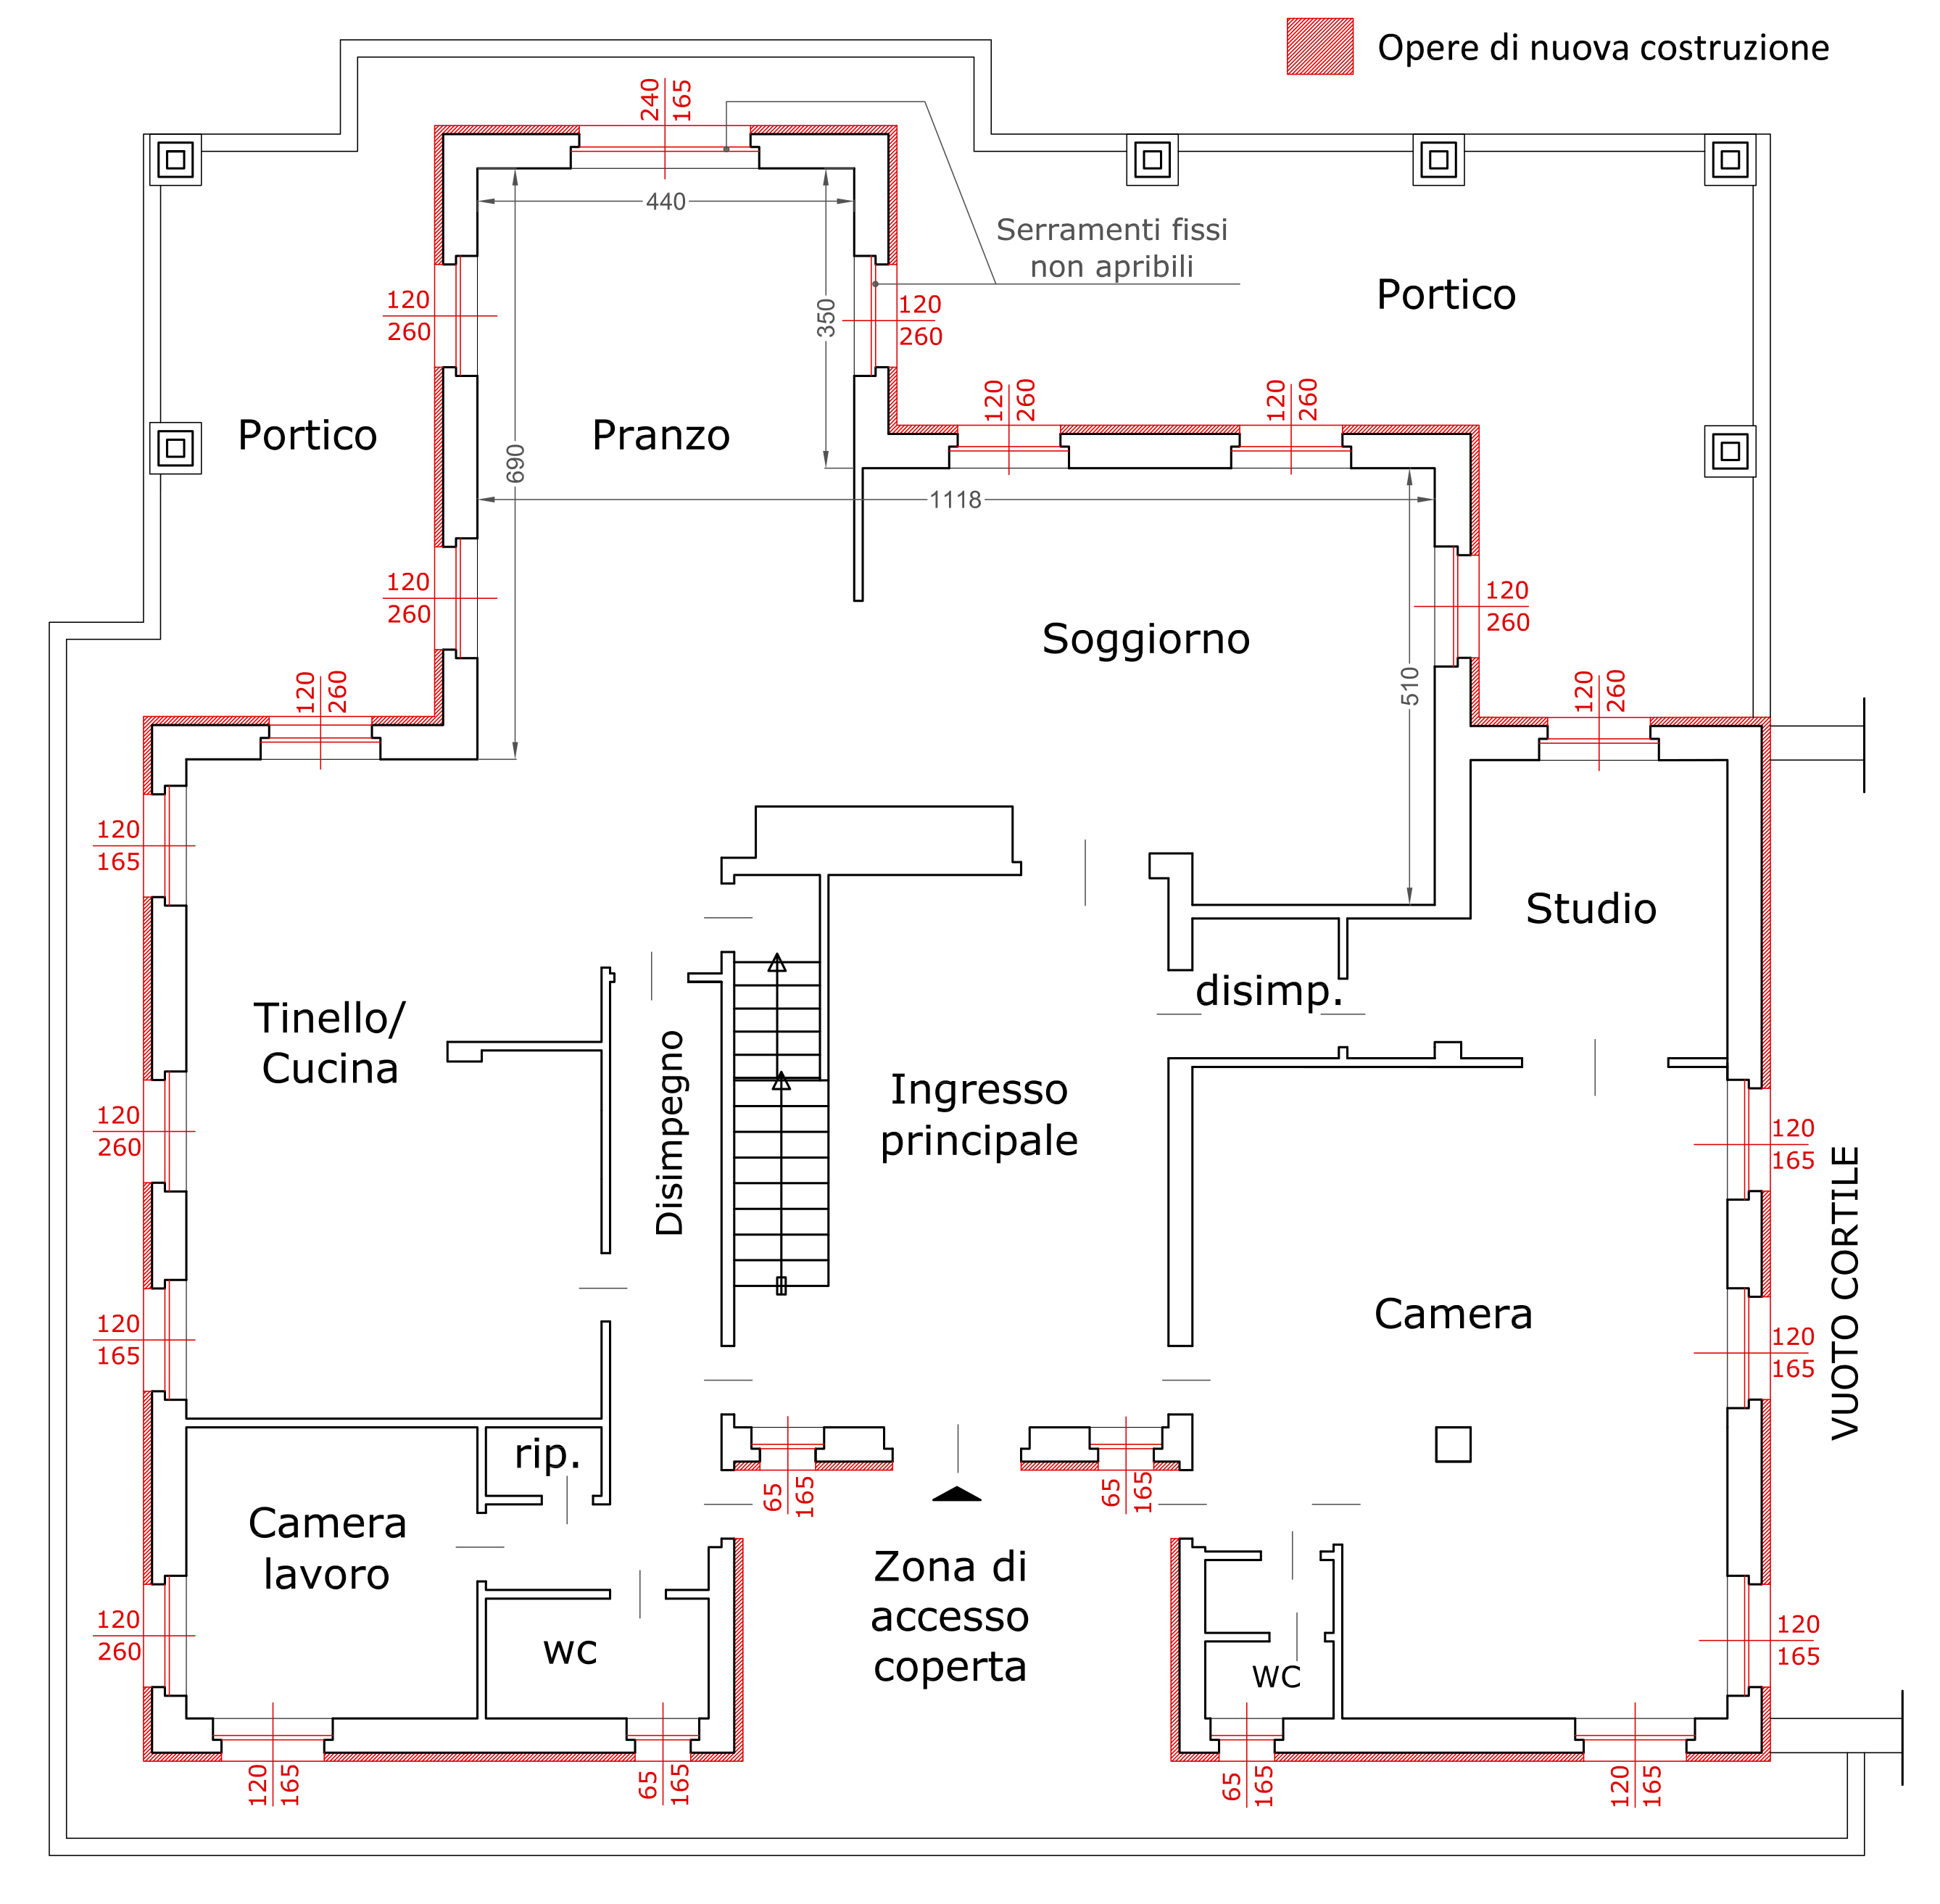 Opere di nuova costruzione
240
165
440
Serramenti fissi
non apribili
Portico
120
260
350
120
260
120
260
120
260
Portico
Pranzo
690
1118
120
260
120
260
Soggiorno
510
120
260
120
260
120
165
Studio
Tinello/
Cucina
disimp.
Disimpegno
Ingresso
principale
120
260
120
165
VUOTO CORTILE
Camera
120
165
120
165
rip.
65
165
65
165
Camera
lavoro
Zona di
accesso
coperta
120
260
wc
WC
120
165
120
165
65
165
65
165
120
165